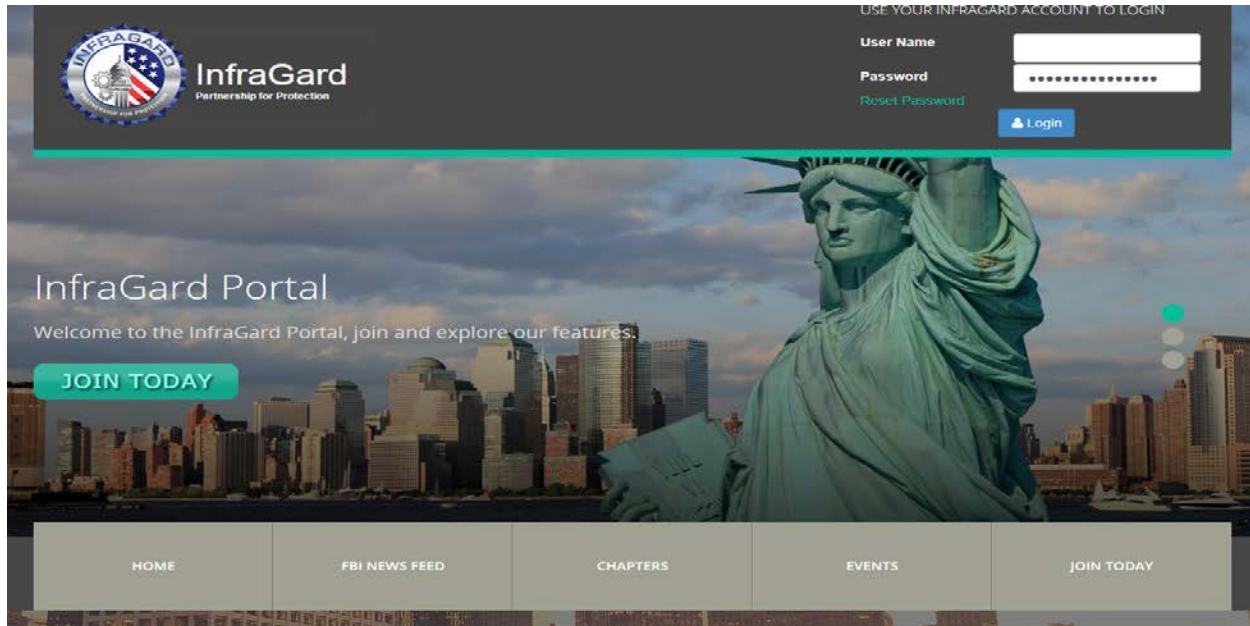 USE YOUR INFRAGARD ACCOUNT TO LOGIN
INFRAGARD
PARTNERSHIP FOR PROTECTION
InfraGard
Partnership for Protection
User Name
Password
•••••••••••••••
Reset Password
Login
InfraGard Portal
Welcome to the InfraGard Portal, join and explore our features.
JOIN TODAY
HOME
FBI NEWS FEED
CHAPTERS
EVENTS
JOIN TODAY